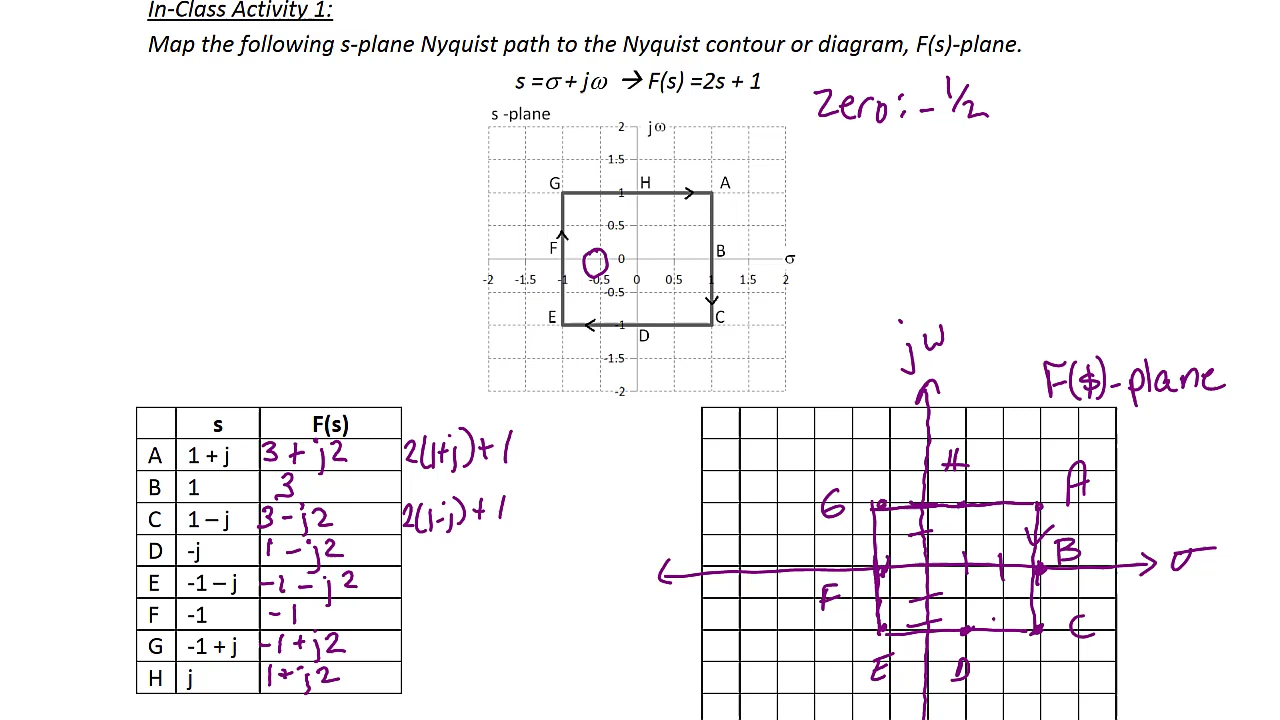 In-Class Activity 1:
Map the following s-plane Nyquist path to the Nyquist contour or diagram, F(s)-plane.
s =σ + jω → F(s) =2s + 1
Zero: -1/2
s -plane
2 jω
1.5
G 1 H A
0.5
F 0 B σ
-2 -1.5 -1 -0.5 0 0.5 1 1.5 2
-0.5
E -1 D C
-1.5
-2
jω
F(s)-plane
s F(s)
A 1 + j 3 + j2 2(1+j)+1
B 1 3
C 1 – j 3 - j2 2(1-j)+1
D -j 1 - j2
E -1 – j -1 - j2
F -1 -1
G -1 + j -1 + j2
H j 1 + j2
H
G A
B σ
F
C
E D